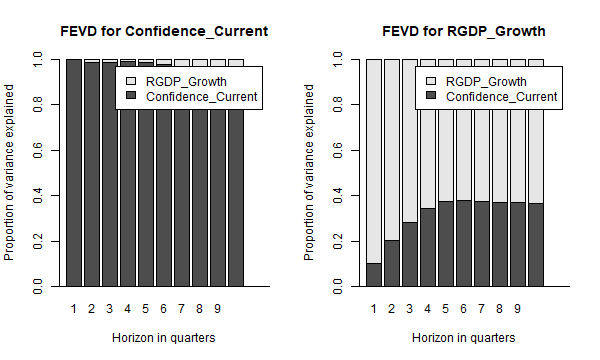 FEVD for Confidence_Current
Proportion of variance explained
1.0
0.8
0.6
0.4
0.2
0.0
RGDP_Growth
Confidence_Current
1 2 3 4 5 6 7 8 9
Horizon in quarters
FEVD for RGDP_Growth
Proportion of variance explained
1.0
0.8
0.6
0.4
0.2
0.0
RGDP_Growth
Confidence_Current
1 2 3 4 5 6 7 8 9
Horizon in quarters